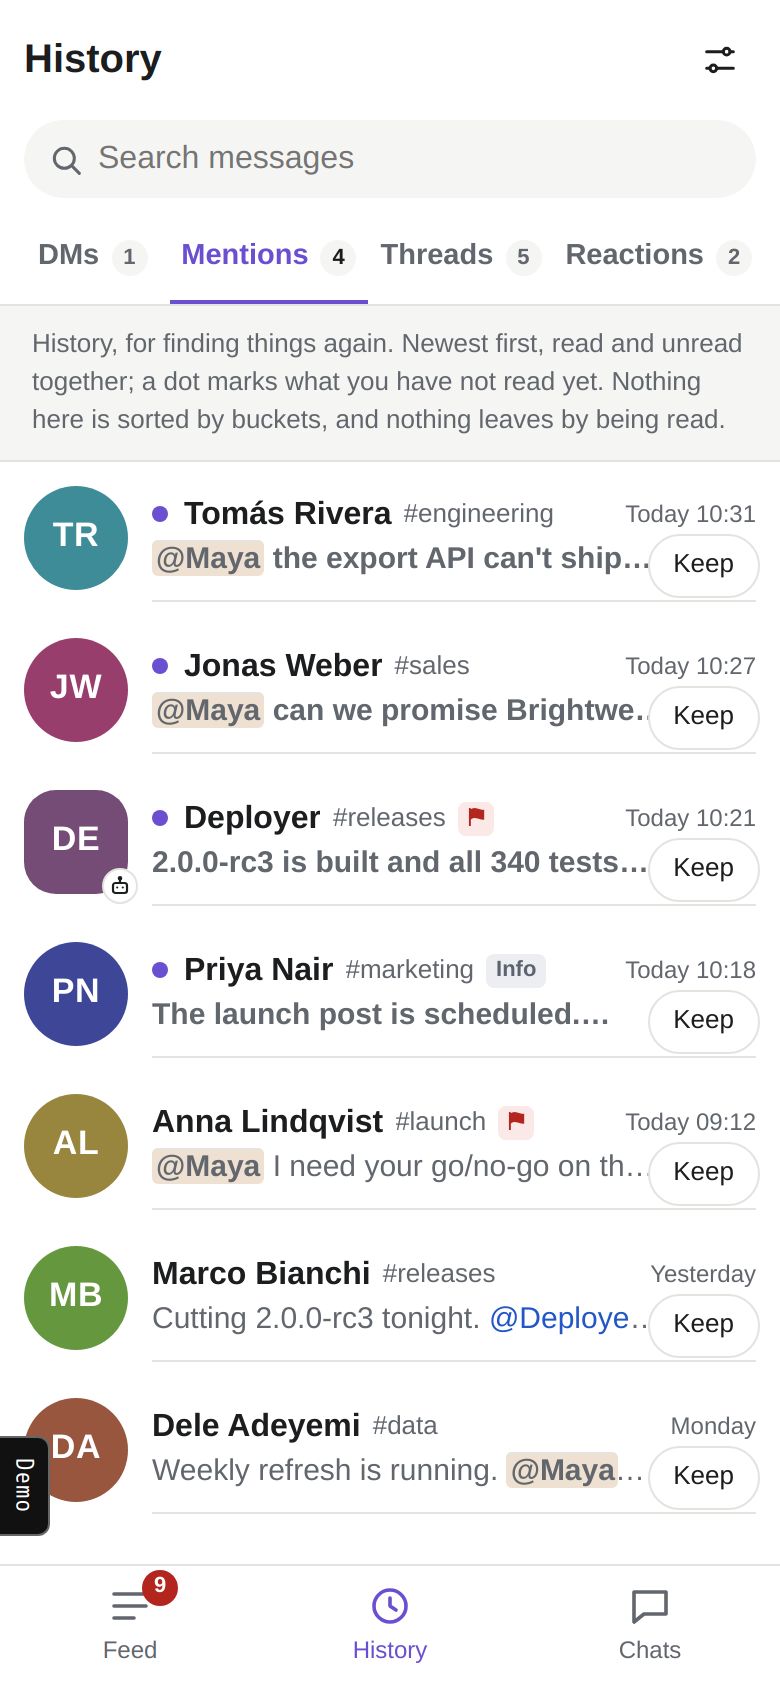 History
Search messages
DMs 1 Mentions 4 Threads 5 Reactions 2
History, for finding things again. Newest first, read and unread
together; a dot marks what you have not read yet. Nothing
here is sorted by buckets, and nothing leaves by being read.
TR
Tomás Rivera #engineering Today 10:31
@Maya the export API can't ship… Keep
JW
Jonas Weber #sales Today 10:27
@Maya can we promise Brightwe… Keep
DE
Deployer #releases Today 10:21
2.0.0-rc3 is built and all 340 tests… Keep
PN
Priya Nair #marketing Info Today 10:18
The launch post is scheduled.… Keep
AL
Anna Lindqvist #launch Today 09:12
@Maya I need your go/no-go on th… Keep
MB
Marco Bianchi #releases Yesterday
Cutting 2.0.0-rc3 tonight. @Deploye… Keep
DA
Dele Adeyemi #data Monday
Weekly refresh is running. @Maya… Keep
Demo
9
Feed History Chats